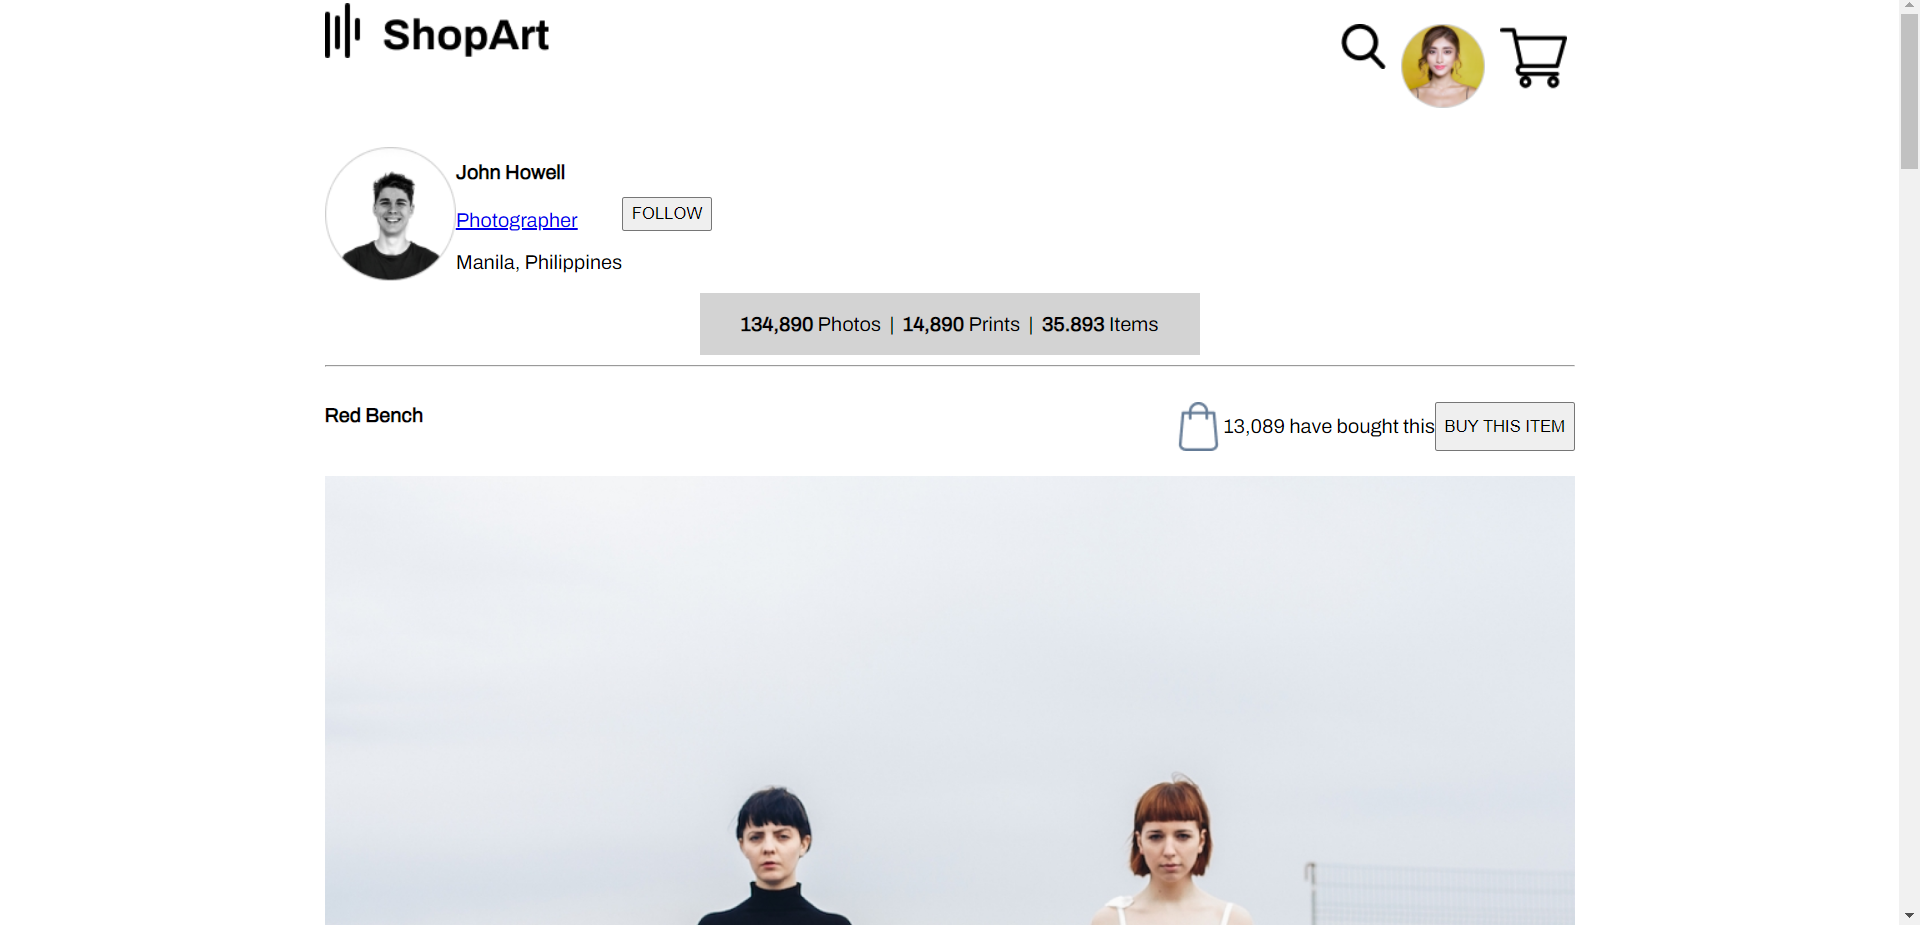 ShopArt
John Howell
Photographer
FOLLOW
Manila, Philippines
134,890 Photos | 14,890 Prints | 35.893 Items
Red Bench
13,089 have bought this
BUY THIS ITEM